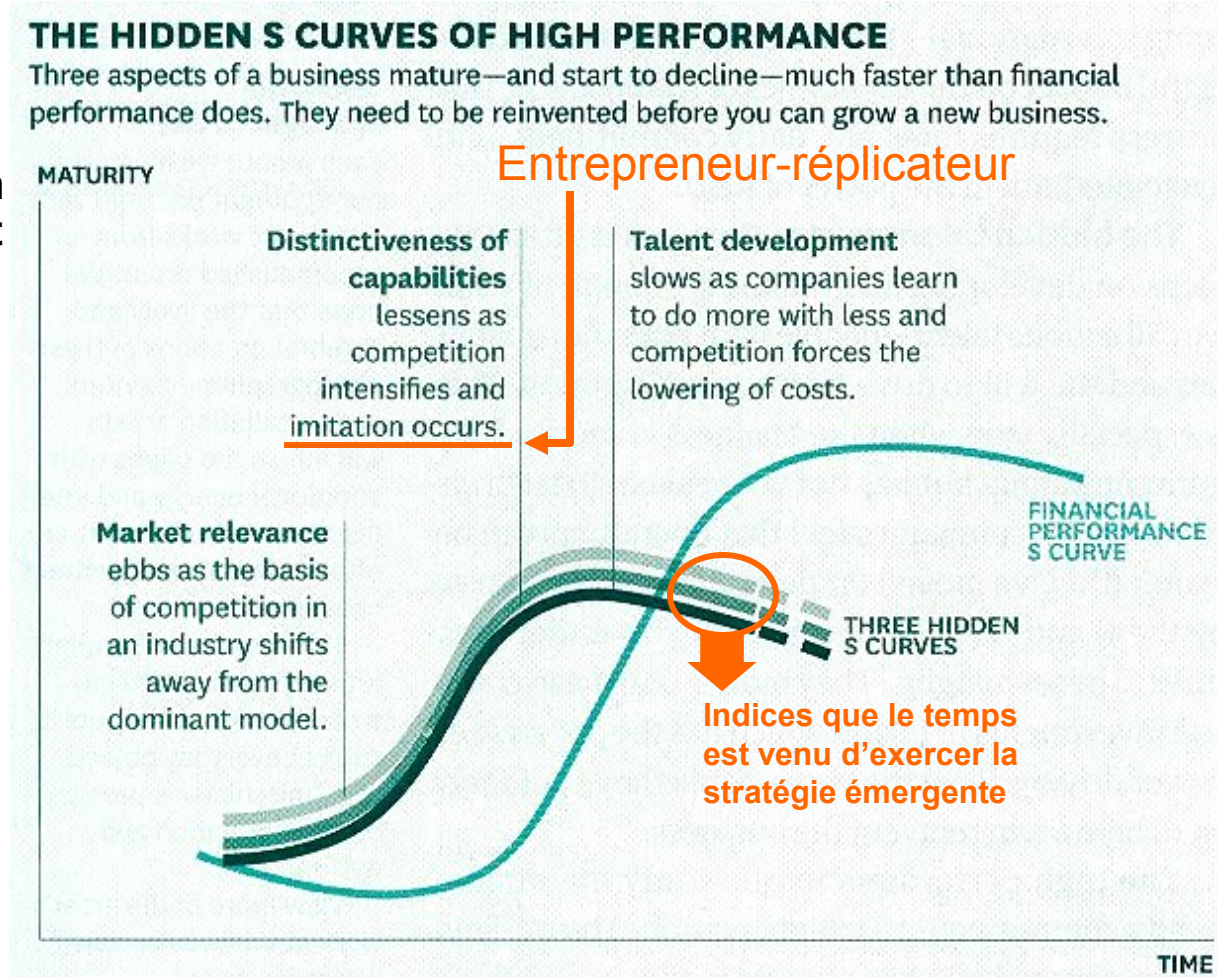 THE HIDDEN S CURVES OF HIGH PERFORMANCE
Three aspects of a business mature—and start to decline—much faster than financial
performance does. They need to be reinvented before you can grow a new business.
Entrepreneur-réplicateur
MATURITY
Distinctiveness of
capabilities
lessens as
competition
intensifies and
imitation occurs.
Talent development
slows as companies learn
to do more with less and
competition forces the
lowering of costs.
Market relevance
ebbs as the basis
of competition in
an industry shifts
away from the
dominant model.
FINANCIAL
PERFORMANCE
S CURVE
THREE HIDDEN
S CURVES
Indices que le temps
est venu d’exercer la
stratégie émergente
TIME